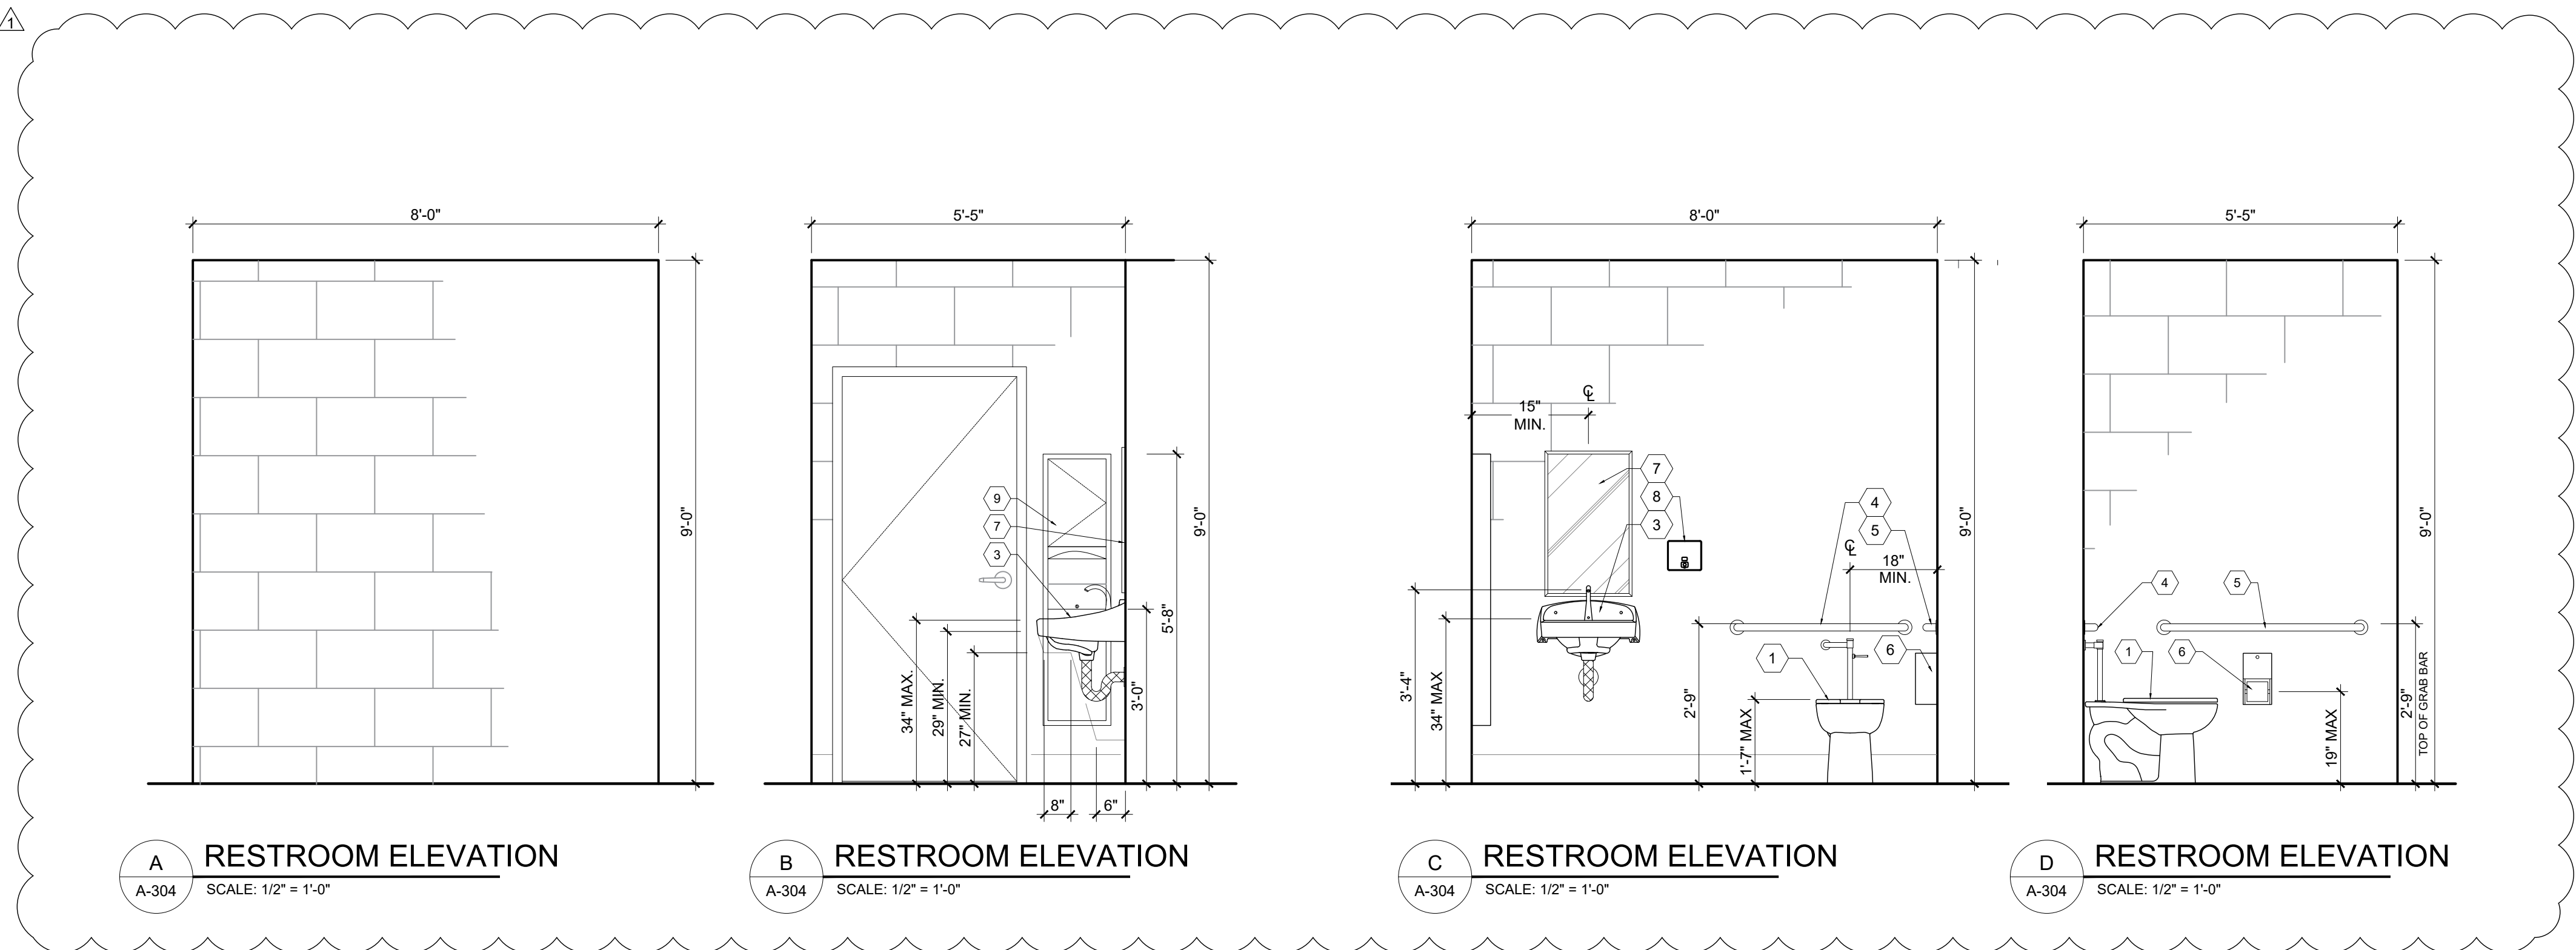 1
8'-0"
9'-0"
A
A-304
RESTROOM ELEVATION
SCALE: 1/2" = 1'-0"
5'-5"
9
7
3
34" MAX.
29" MIN.
27" MIN.
3'-0"
5'-8"
9'-0"
8"
6"
B
A-304
RESTROOM ELEVATION
SCALE: 1/2" = 1'-0"
8'-0"
15"
MIN.
CL
7
8
3
4
5
CL
18"
MIN.
6
1
3'-4"
34" MAX
2'-9"
1'-7" MAX
9'-0"
C
A-304
RESTROOM ELEVATION
SCALE: 1/2" = 1'-0"
5'-5"
4
5
1
6
19" MAX
2'-9"
TOP OF GRAB BAR
9'-0"
D
A-304
RESTROOM ELEVATION
SCALE: 1/2" = 1'-0"